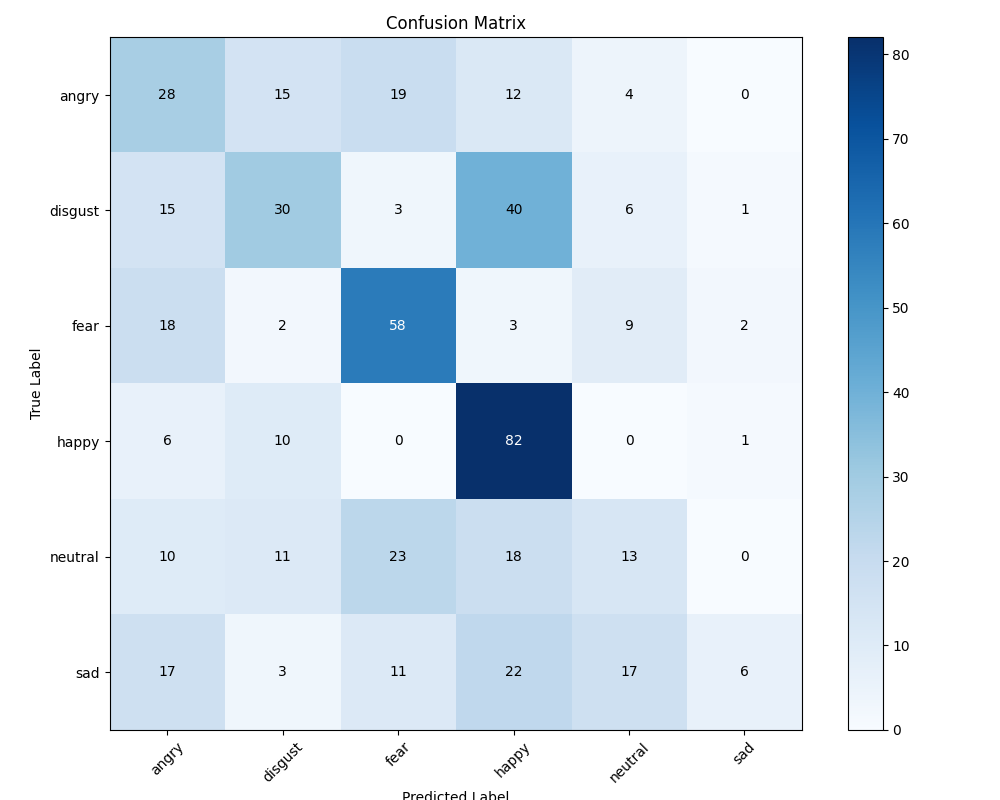 Confusion Matrix
angry 28 15 19 12 4 0
disgust 15 30 3 40 6 1
fear 18 2 58 3 9 2
happy 6 10 0 82 0 1
neutral 10 11 23 18 13 0
sad 17 3 11 22 17 6
angry disgust fear happy neutral sad
True Label
Predicted Label
80
70
60
50
40
30
20
10
0